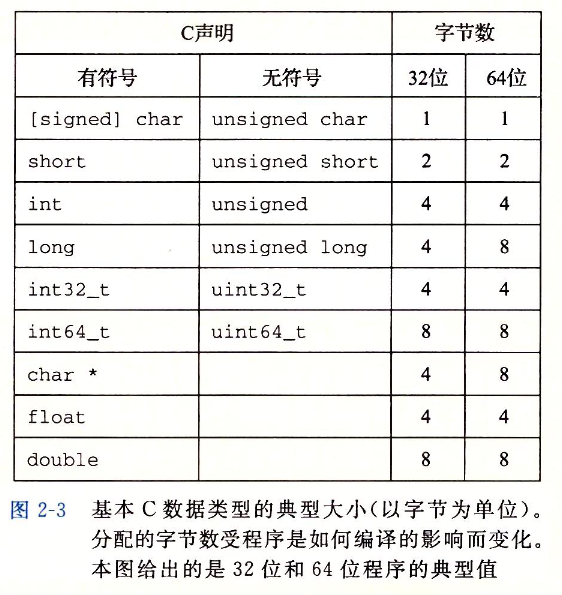 C声明 字节数
有符号 无符号 32位 64位
[signed] char unsigned char 1 1
short unsigned short 2 2
int unsigned 4 4
long unsigned long 4 8
int32_t uint32_t 4 4
int64_t uint64_t 8 8
char * 4 8
float 4 4
double 8 8
图 2-3 基本 C 数据类型的典型大小(以字节为单位)。
分配的字节数受程序是如何编译的影响而变化。
本图给出的是 32 位和 64 位程序的典型值